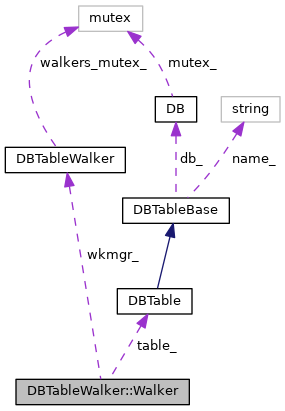 mutex
walkers_mutex_
mutex_
DB
string
DBTableWalker
db_
name_
DBTableBase
wkmgr_
DBTable
table_
DBTableWalker::Walker